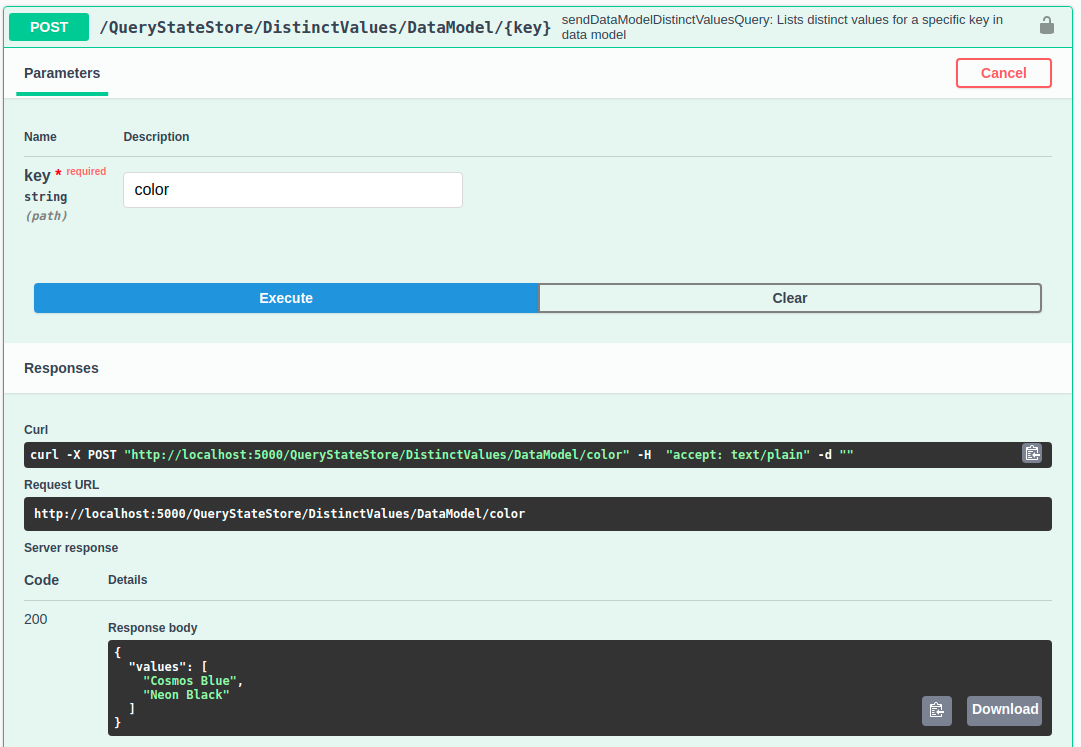 POST /QueryStateStore/DistinctValues/DataModel/{key} sendDataModelDistinctValuesQuery: Lists distinct values for a specific key in
data model
Parameters
Cancel
Name Description
key * required
string
(path)
color
Execute Clear
Responses
Curl
curl -X POST "http://localhost:5000/QueryStateStore/DistinctValues/DataModel/color" -H  "accept: text/plain" -d ""
Request URL
http://localhost:5000/QueryStateStore/DistinctValues/DataModel/color
Server response
Code Details
200
Response body
{
  "values": [
    "Cosmos Blue",
    "Neon Black"
  ]
}
Download